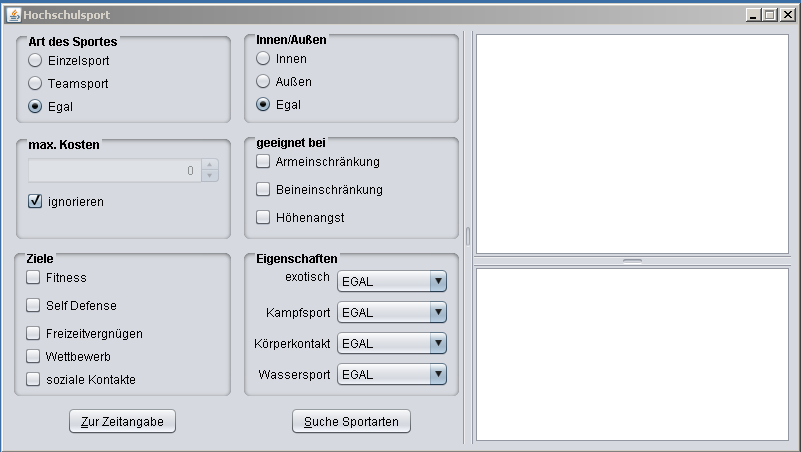 Hochschulsport
Art des Sportes
Einzelsport
Teamsport
Egal
Innen/Außen
Innen
Außen
Egal
max. Kosten
0
ignorieren
geeignet bei
Armeinschränkung
Beineinschränkung
Höhenangst
Ziele
Fitness
Self Defense
Freizeitvergnügen
Wettbewerb
soziale Kontakte
Eigenschaften
exotisch EGAL
Kampfsport EGAL
Körperkontakt EGAL
Wassersport EGAL
Zur Zeitangabe
Suche Sportarten